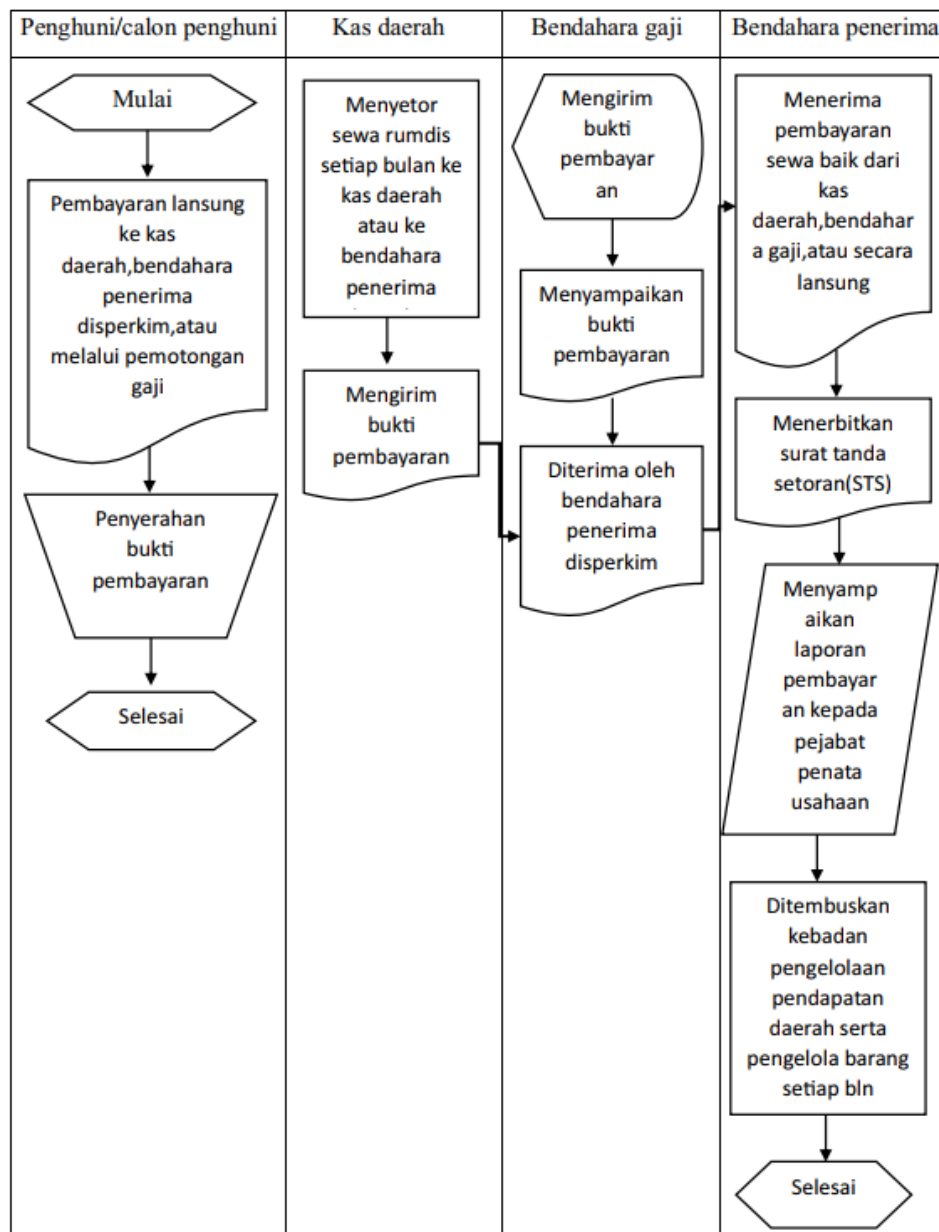 Penghuni/calon penghuni
Kas daerah
Bendahara gaji
Bendahara penerima
Mulai
Pembayaran lansung
ke kas
daerah,bendahara
penerima
disperkim,atau
melalui pemotongan
gaji
Penyerahan
bukti
pembayaran
Selesai
Menyetor
sewa rumdis
setiap bulan ke
kas daerah
atau ke
bendahara
penerima
Mengirim
bukti
pembayaran
Mengirim
bukti
pembayar
an
Menyampaikan
bukti
pembayaran
Diterima oleh
bendahara
penerima
disperkim
Menerima
pembayaran
sewa baik dari
kas
daerah,bendahar
a gaji,atau secara
lansung
Menerbitkan
surat tanda
setoran(STS)
Menyamp
aikan
laporan
pembayar
an kepada
pejabat
penata
usahaan
Ditembuskan
kebadan
pengelolaan
pendapatan
daerah serta
pengelola barang
setiap bln
Selesai